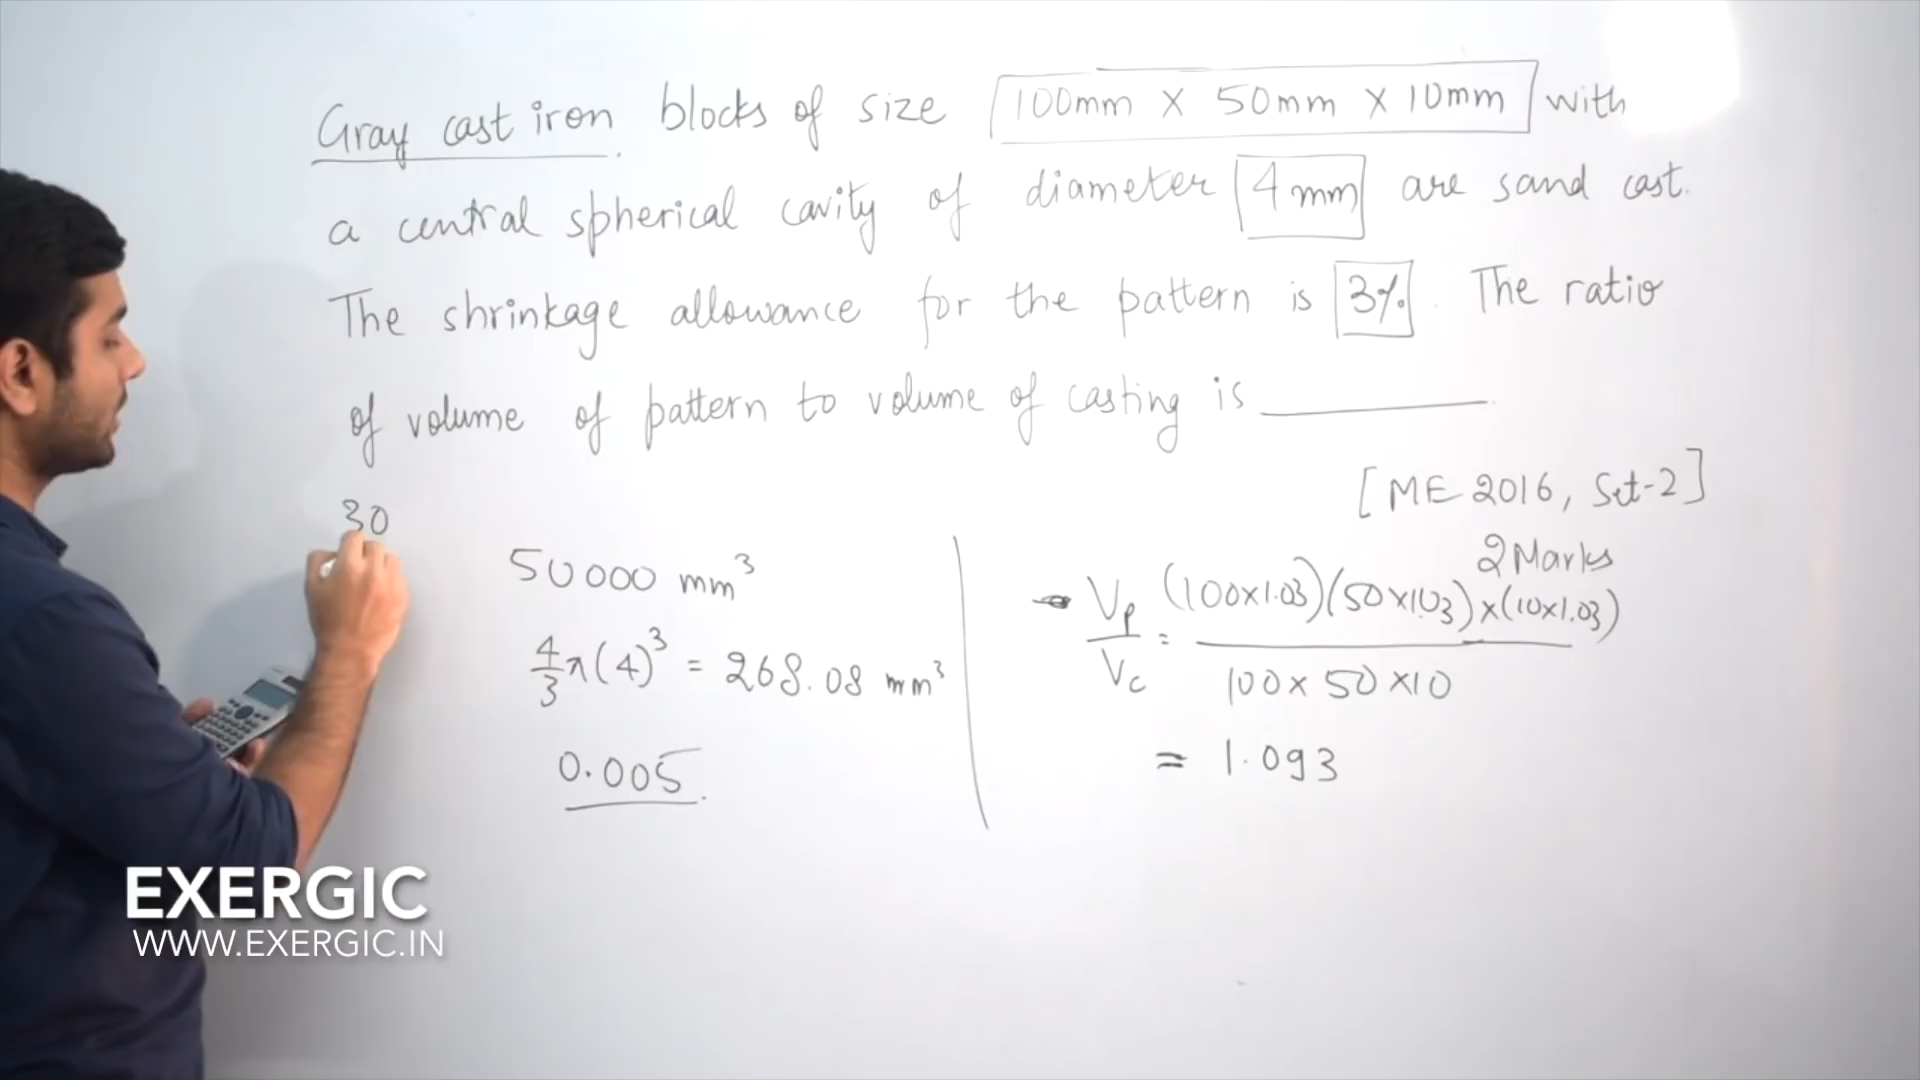 Gray cast iron blocks of size 100mm X 50mm X 10mm with
a central spherical cavity of diameter 4 mm are sand cast.
The shrinkage allowance for the pattern is 3%. The ratio
of volume of pattern to volume of casting is ________
[ME 2016, Set-2]
2 Marks
30
50000 mm³
4/3 π(4)³ = 268.08 mm³
0.005
Vp/Vc = (100x1.03)(50x1.03)x(10x1.03) / 100x50x10
= 1.093
EXERGIC
WWW.EXERGIC.IN